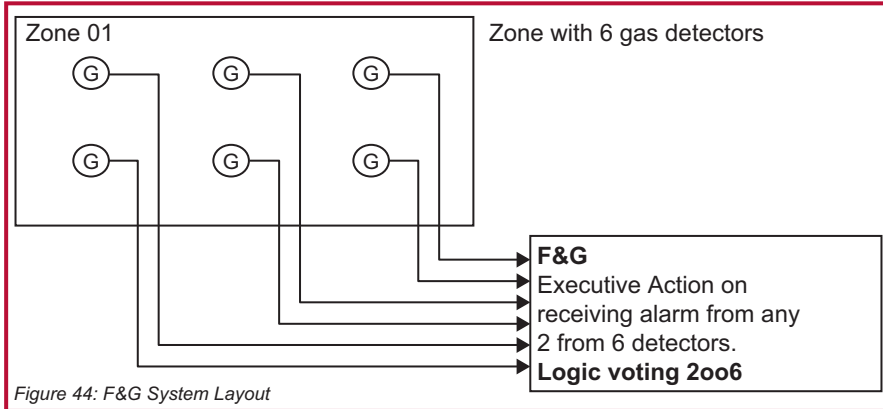 Zone 01
Zone with 6 gas detectors
G G G
G G G
F&G
Executive Action on
receiving alarm from any
2 from 6 detectors.
Logic voting 2oo6
Figure 44: F&G System Layout